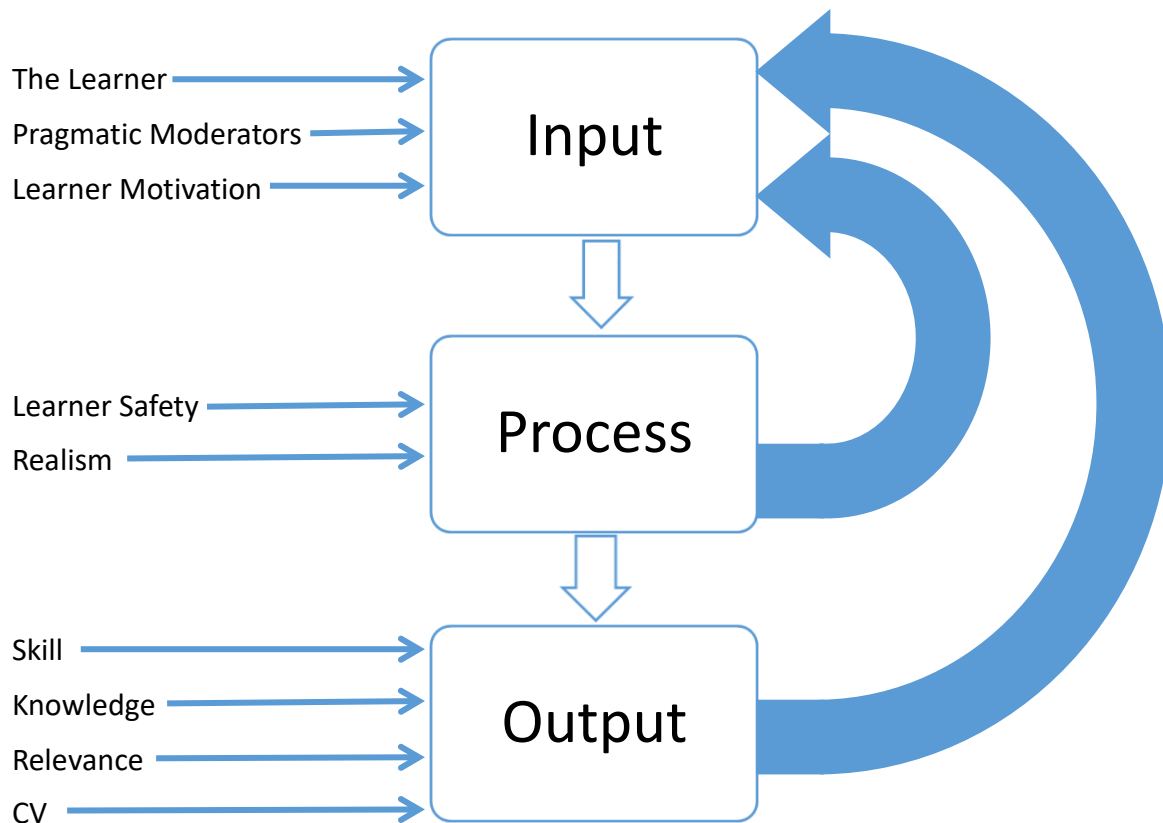 The Learner
Pragmatic Moderators
Learner Motivation
Input
Learner Safety
Realism
Process
Skill
Knowledge
Relevance
CV
Output